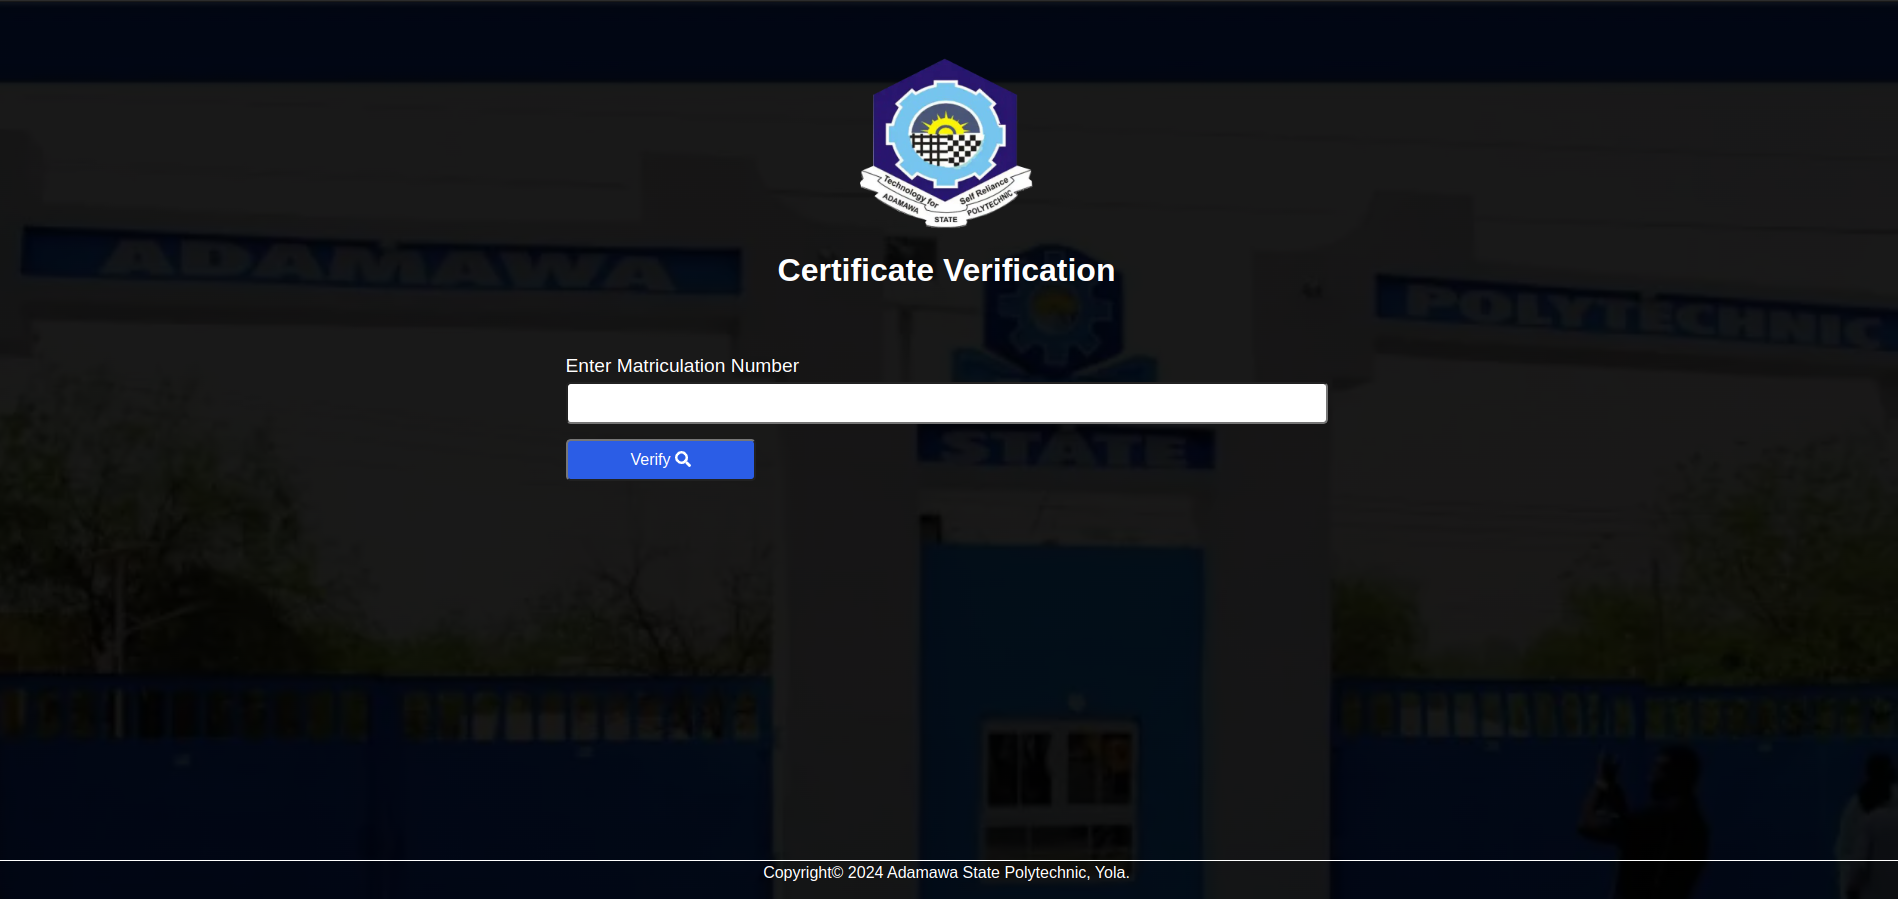 Technology for Self Reliance
ADAMAWA STATE POLYTECHNIC
Certificate Verification
ADAMAWA
POLYTECHNIC
Enter Matriculation Number
STATE
Verify
Copyright© 2024 Adamawa State Polytechnic, Yola.